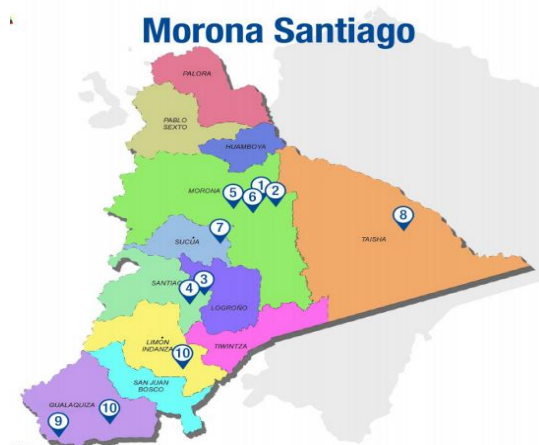 Morona Santiago
PALORA
PABLO
SEXTO
HUAMBOYA
MORONA
5
1
6
2
8
7
SUCÚA
TAISHA
SANTIAGO
3
4
LOGROÑO
LIMÓN
INDANZA
TIWINTZA
10
SAN JUAN
BOSCO
GUALAQUIZA
9
10